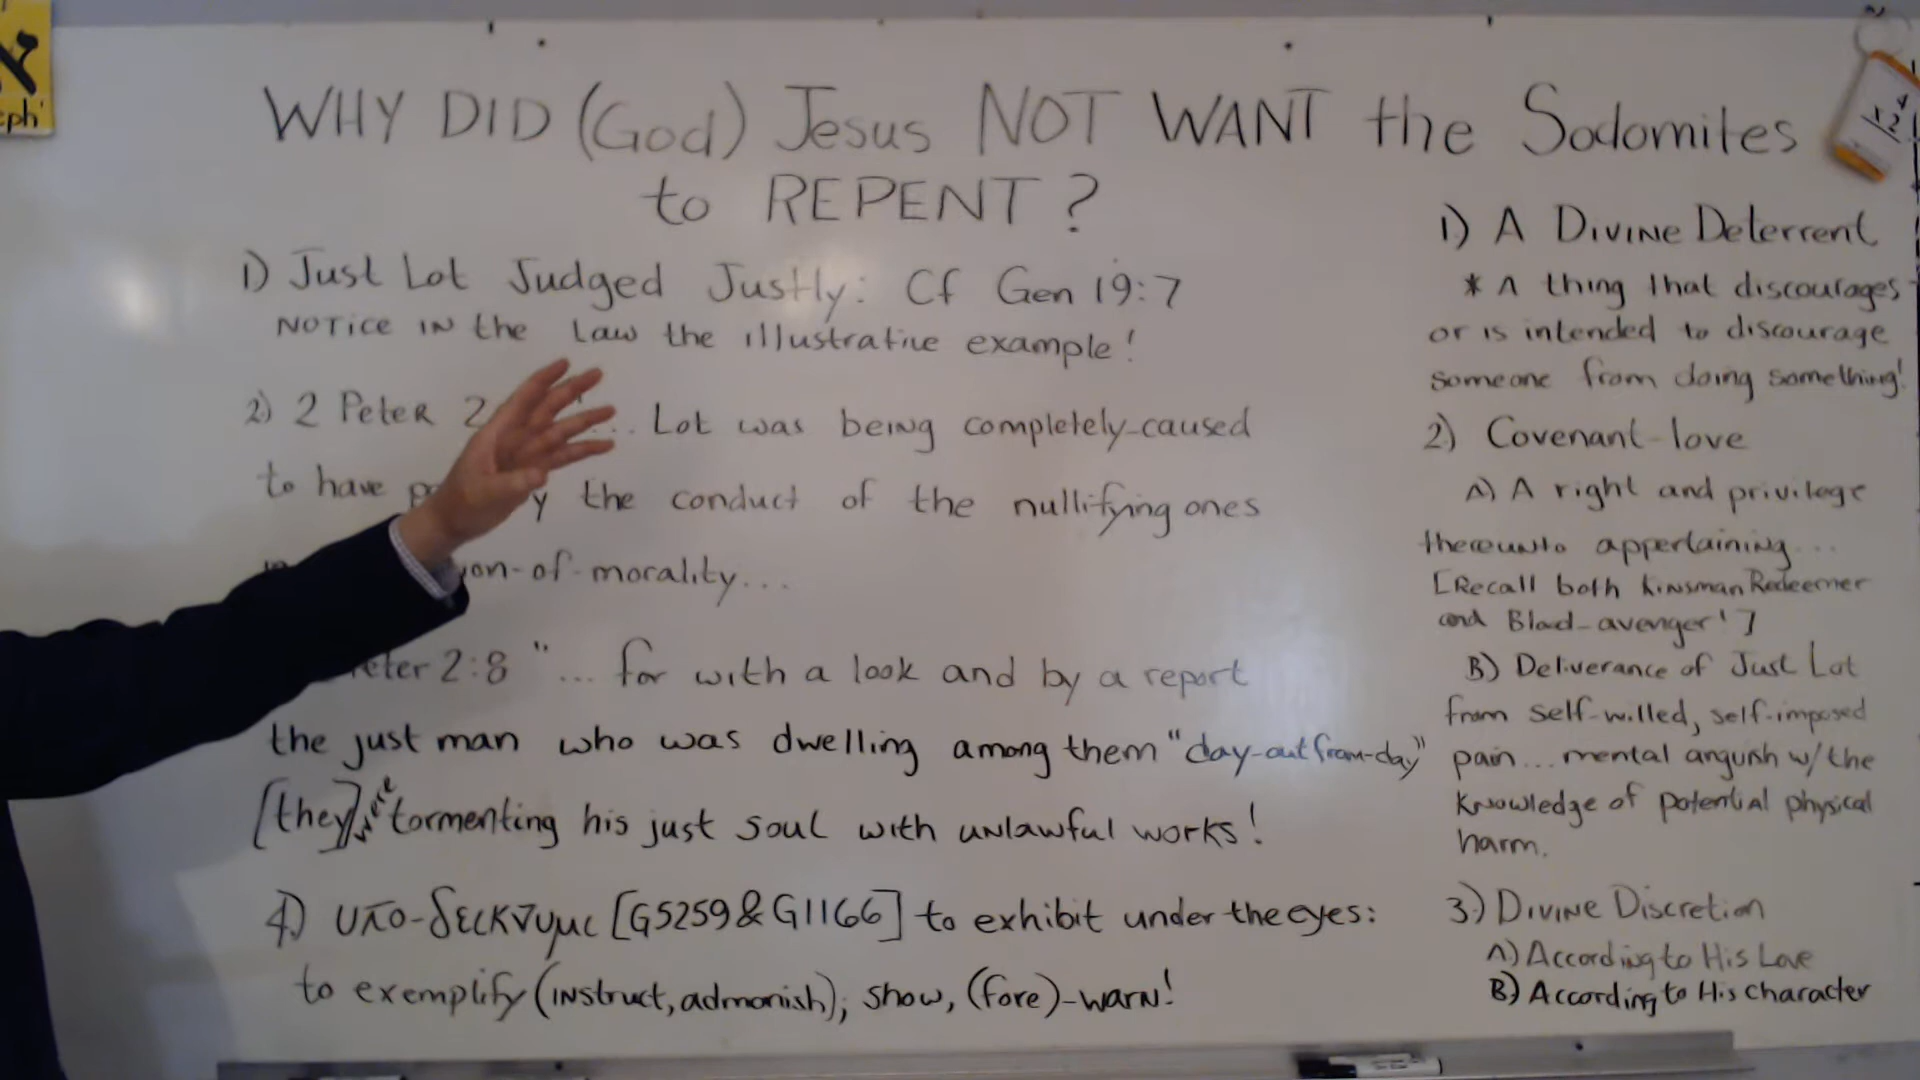 א
eph
WHY DID (God) Jesus NOT WANT the Sodomites
to REPENT?
1) Just Lot Judged Justly: Cf Gen 19:7
NOTICE IN the Law the illustrative example!
2) 2 Peter 2 ... Lot was being completely-caused
to have the conduct of the nullifying ones
-of-morality...
eter 2:8 "... for with a look and by a report
the just man who was dwelling among them "day-out from-day"
[they] were tormenting his just soul with unlawful works!
4) υπο-δεικνυμι [G5259 & G1166] to exhibit under the eyes:
to exemplify (instruct, admonish); show, (fore)-warn!
1) A Divine Deterrent
* A thing that discourages
or is intended to discourage
someone from doing something!
2) Covenant-love
A) A right and privilege
thereunto appertaining...
[Recall both Kinsman Redeemer
and Blood-avenger!]
B) Deliverance of Just Lot
from self-willed, self-imposed
pain... mental anguish w/the
Knowledge of potential physical
harm.
3.) Divine Discretion
A) According to His Love
B) According to His character